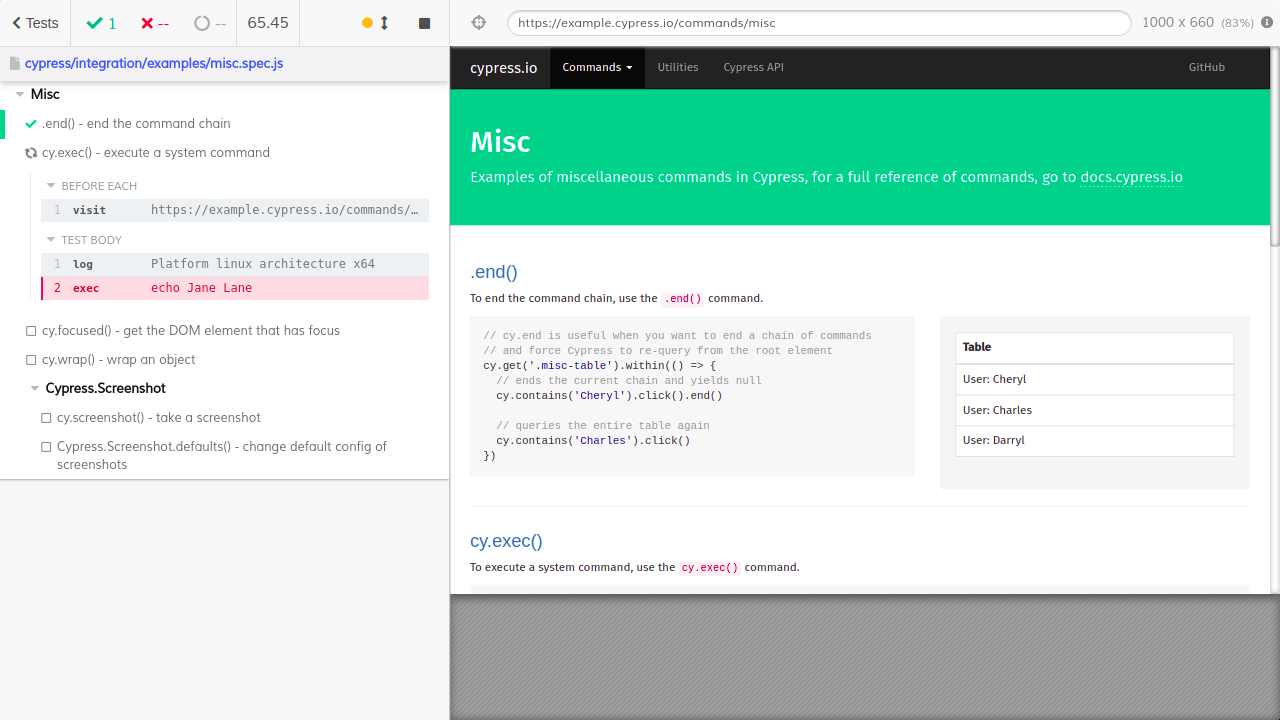 Tests 1 -- -- 65.45
cypress/integration/examples/misc.spec.js
Misc
.end() - end the command chain
cy.exec() - execute a system command
BEFORE EACH
1 visit https://example.cypress.io/commands/…
TEST BODY
1 log Platform linux architecture x64
2 exec echo Jane Lane
cy.focused() - get the DOM element that has focus
cy.wrap() - wrap an object
Cypress.Screenshot
cy.screenshot() - take a screenshot
Cypress.Screenshot.defaults() - change default config of
screenshots
https://example.cypress.io/commands/misc 1000 x 660 (83%)
cypress.io Commands Utilities Cypress API GitHub
Misc
Examples of miscellaneous commands in Cypress, for a full reference of commands, go to docs.cypress.io
.end()
To end the command chain, use the .end() command.
// cy.end is useful when you want to end a chain of commands
// and force Cypress to re-query from the root element
cy.get('.misc-table').within(() => {
// ends the current chain and yields null
cy.contains('Cheryl').click().end()
// queries the entire table again
cy.contains('Charles').click()
})
Table
User: Cheryl
User: Charles
User: Darryl
cy.exec()
To execute a system command, use the cy.exec() command.